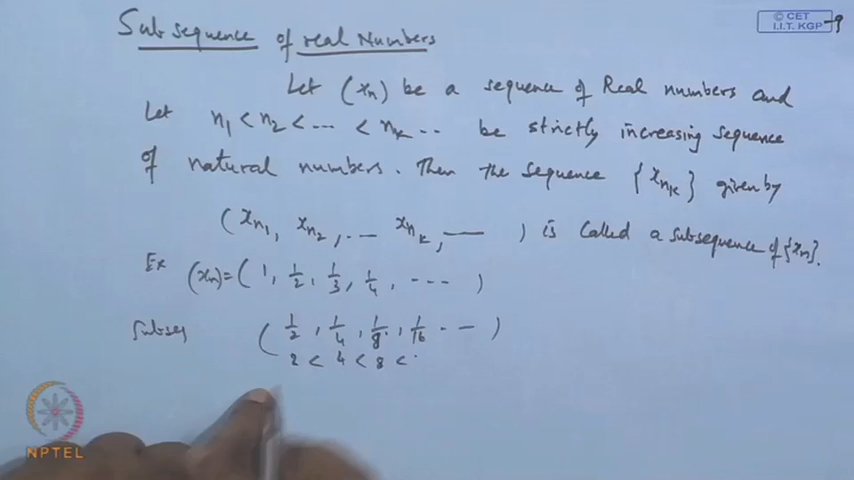 Subsequence of real Numbers
© CET
I.I.T. KGP
Let (xn) be a sequence of Real numbers and
Let n1 < n2 < ... < nk .. be strictly increasing sequence
of natural numbers. Then the sequence {xnk} given by
(xn1, xn2, ... xnk, — ) is called a subsequence of {xn}.
Ex (xn) = ( 1, 1/2, 1/3, 1/4, ... )
Subseq ( 1/2, 1/4, 1/8, 1/16 ... )
2 < 4 < 8 <
NPTEL